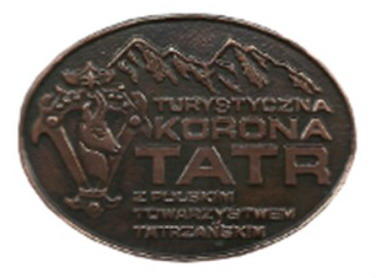 TURYSTYCZNA
KORONA
TATR
Z POLSKIM
TOWARZYSTWEM
TATRZAŃSKIM